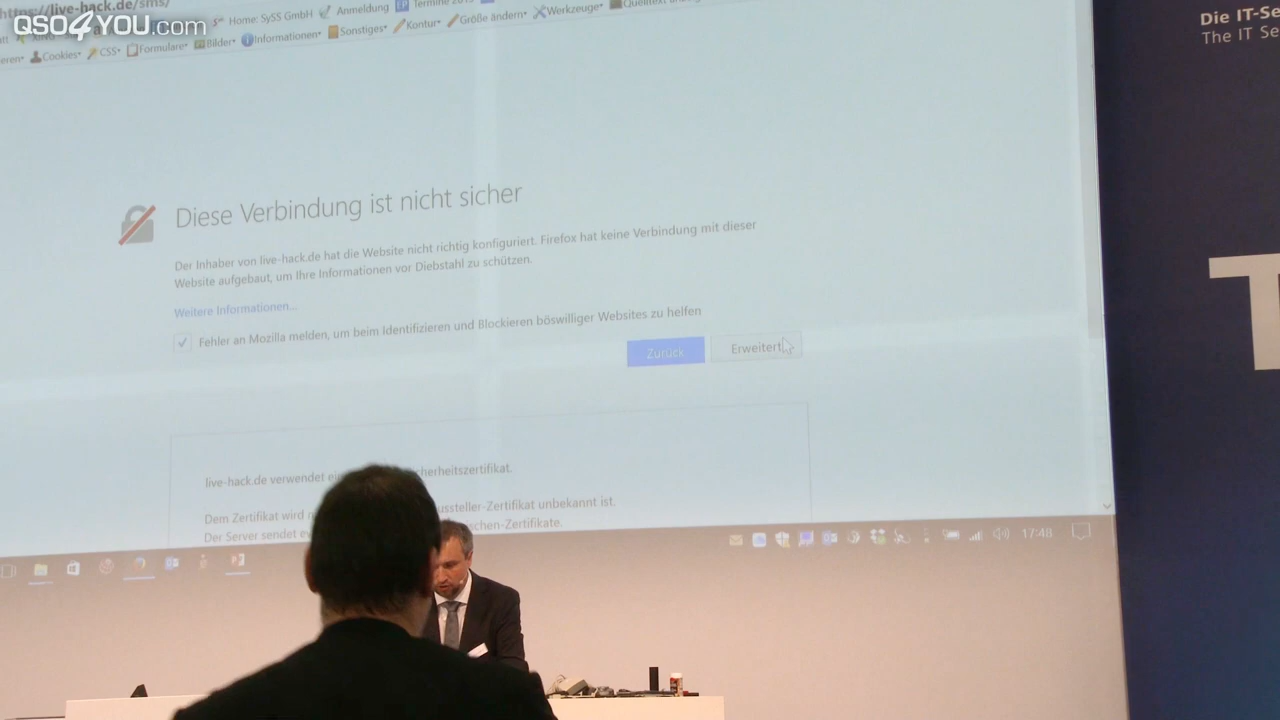 https://live-hack.de/sms/
QSO4YOU.com
Home: SySS GmbH Anmeldung
Cookies CSS Formulare Bilder Informationen Sonstiges Kontur Größe ändern Werkzeuge
Diese Verbindung ist nicht sicher
Der Inhaber von live-hack.de hat die Website nicht richtig konfiguriert. Firefox hat keine Verbindung mit dieser
Website aufgebaut, um Ihre Informationen vor Diebstahl zu schützen.
Weitere Informationen...
Fehler an Mozilla melden, um beim Identifizieren und Blockieren böswilliger Websites zu helfen
Zurück Erweitert
live-hack.de verwendet ei cherheitszertifikat.
Dem Zertifikat wird ussteller-Zertifikat unbekannt ist.
Der Server sendet schen-Zertifikate.
17:48
Die IT-Se
The IT Se
T